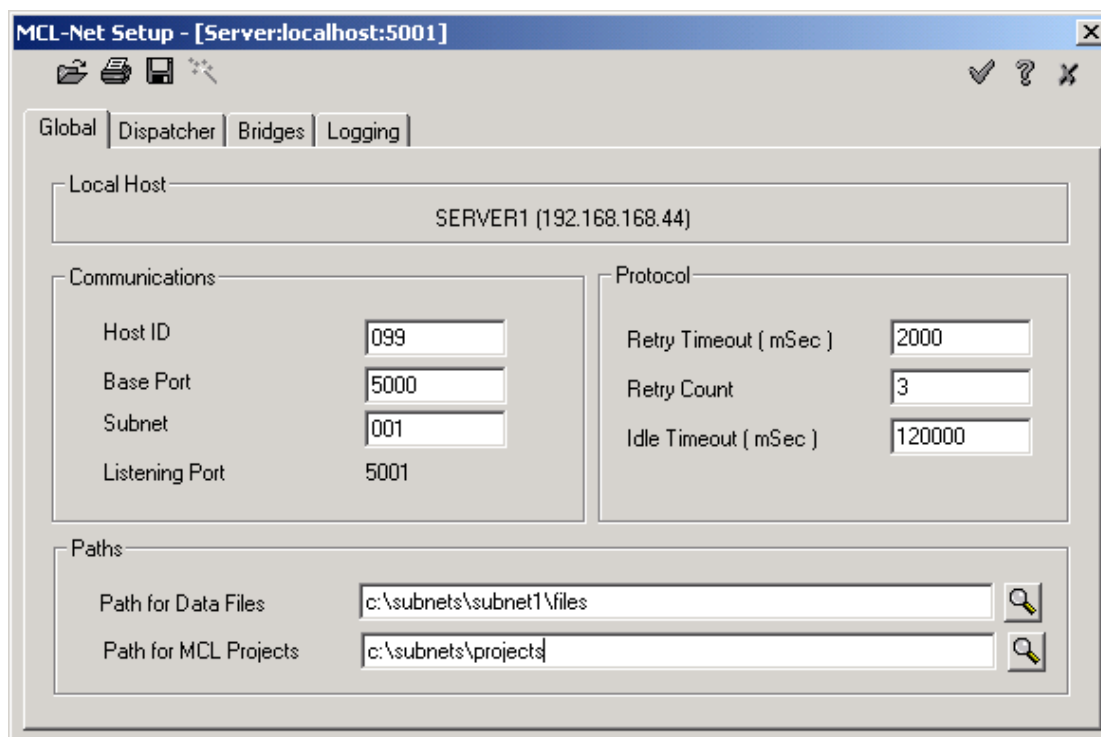 MCL-Net Setup - [Server:localhost:5001]
Global Dispatcher Bridges Logging
Local Host
SERVER1 (192.168.168.44)
Communications
Host ID 099
Base Port 5000
Subnet 001
Listening Port 5001
Protocol
Retry Timeout ( mSec ) 2000
Retry Count 3
Idle Timeout ( mSec ) 120000
Paths
Path for Data Files c:\subnets\subnet1\files
Path for MCL Projects c:\subnets\projects